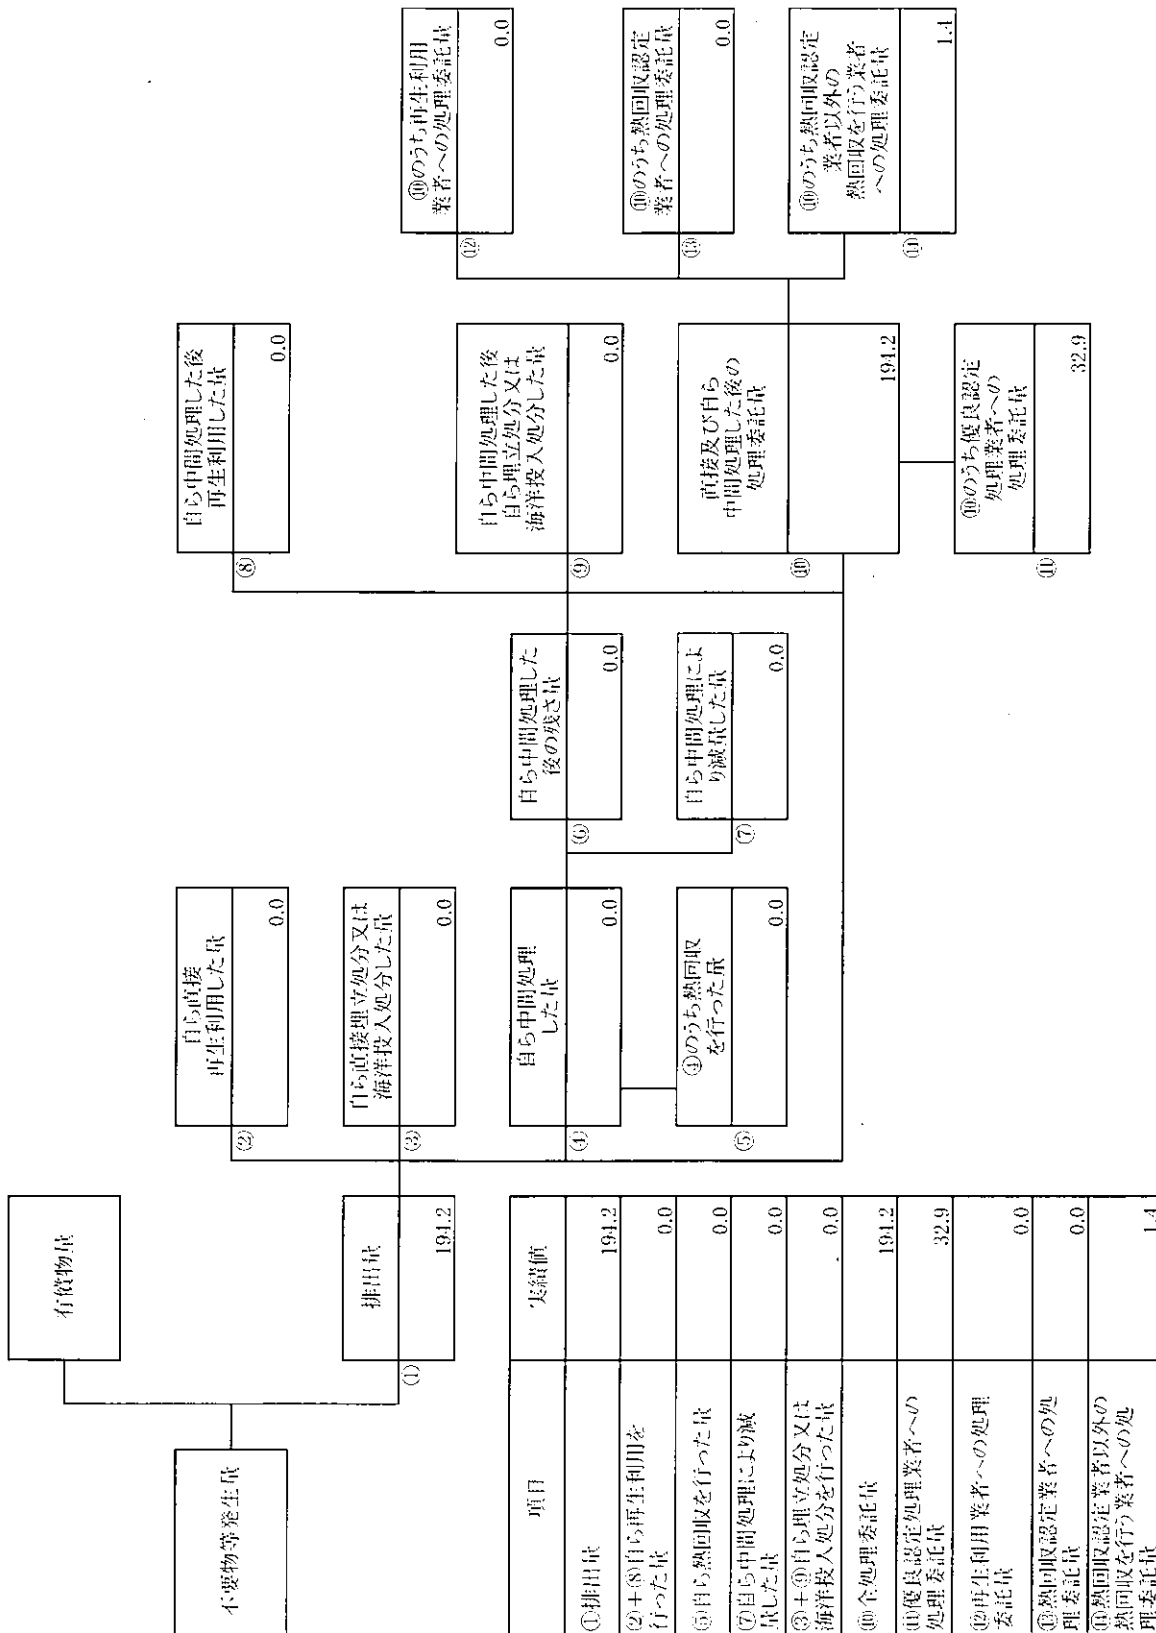 不要物等発生量
有償物量
①
排出量
194.2
②
自ら直接
再生利用した量
0.0
③
自ら直接埋立処分又は
海洋投入処分した量
0.0
④
自ら中間処理
した量
0.0
⑤
④のうち熱回収
を行った量
0.0
⑥
自ら中間処理した
後の残さ量
0.0
⑦
自ら中間処理によ
り減量した量
0.0
⑧
自ら中間処理した後
再生利用した量
0.0
⑨
自ら中間処理した後
自ら埋立処分又は
海洋投入処分した量
0.0
⑩
直接及び自ら
中間処理した後の
処理委託量
194.2
⑪
⑩のうち優良認定
処理業者への
処理委託量
32.9
⑫
⑩のうち再生利用
業者への処理委託量
0.0
⑬
⑩のうち熱回収認定
業者への処理委託量
0.0
⑭
⑩のうち熱回収認定
業者以外の
熱回収を行う業者
への処理委託量
1.4
項目 実績値
①排出量 194.2
②+⑧自ら再生利用を
行った量 0.0
⑤自ら熱回収を行った量 0.0
⑦自ら中間処理により減
量した量 0.0
③+⑨自ら埋立処分又は
海洋投入処分を行った量 0.0
⑩全処理委託量 194.2
⑪優良認定処理業者への
処理委託量 32.9
⑫再生利用業者への処理
委託量 0.0
⑬熱回収認定業者への処
理委託量 0.0
⑭熱回収認定業者以外の
熱回収を行う業者への処
理委託量 1.4